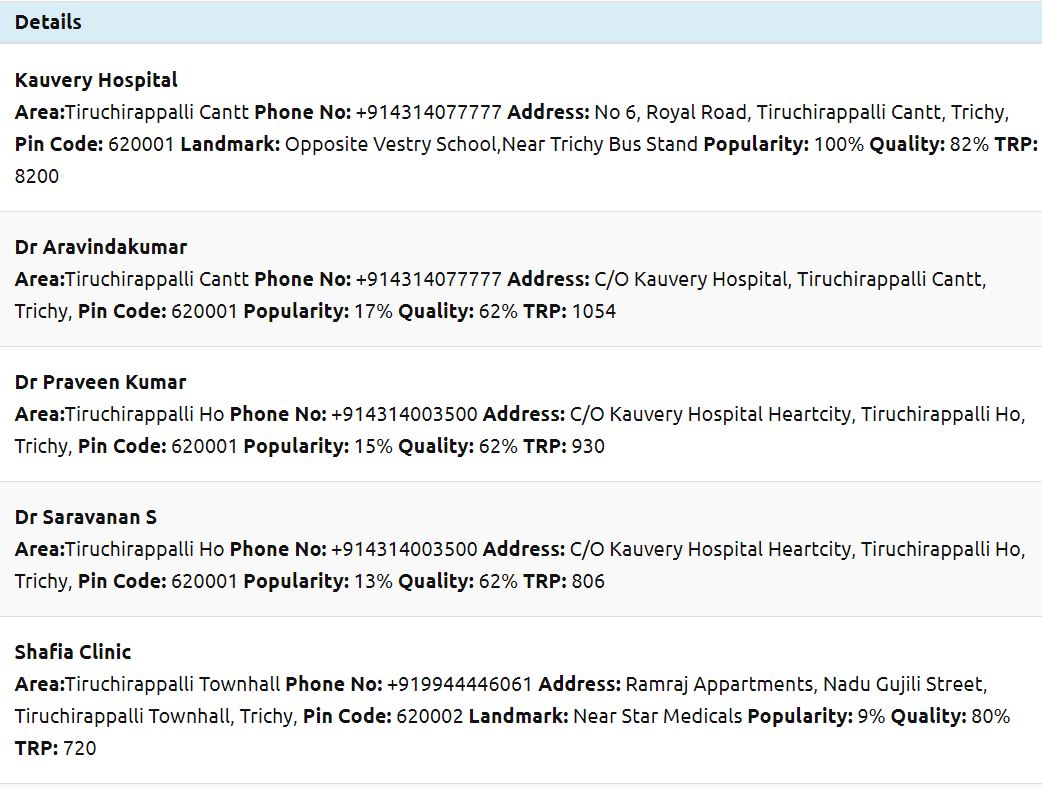 Details
Kauvery Hospital
Area:Tiruchirappalli Cantt Phone No: +914314077777 Address: No 6, Royal Road, Tiruchirappalli Cantt, Trichy,
Pin Code: 620001 Landmark: Opposite Vestry School,Near Trichy Bus Stand Popularity: 100% Quality: 82% TRP:
8200
Dr Aravindakumar
Area:Tiruchirappalli Cantt Phone No: +914314077777 Address: C/O Kauvery Hospital, Tiruchirappalli Cantt,
Trichy, Pin Code: 620001 Popularity: 17% Quality: 62% TRP: 1054
Dr Praveen Kumar
Area:Tiruchirappalli Ho Phone No: +914314003500 Address: C/O Kauvery Hospital Heartcity, Tiruchirappalli Ho,
Trichy, Pin Code: 620001 Popularity: 15% Quality: 62% TRP: 930
Dr Saravanan S
Area:Tiruchirappalli Ho Phone No: +914314003500 Address: C/O Kauvery Hospital Heartcity, Tiruchirappalli Ho,
Trichy, Pin Code: 620001 Popularity: 13% Quality: 62% TRP: 806
Shafia Clinic
Area:Tiruchirappalli Townhall Phone No: +919944446061 Address: Ramraj Appartments, Nadu Gujili Street,
Tiruchirappalli Townhall, Trichy, Pin Code: 620002 Landmark: Near Star Medicals Popularity: 9% Quality: 80%
TRP: 720